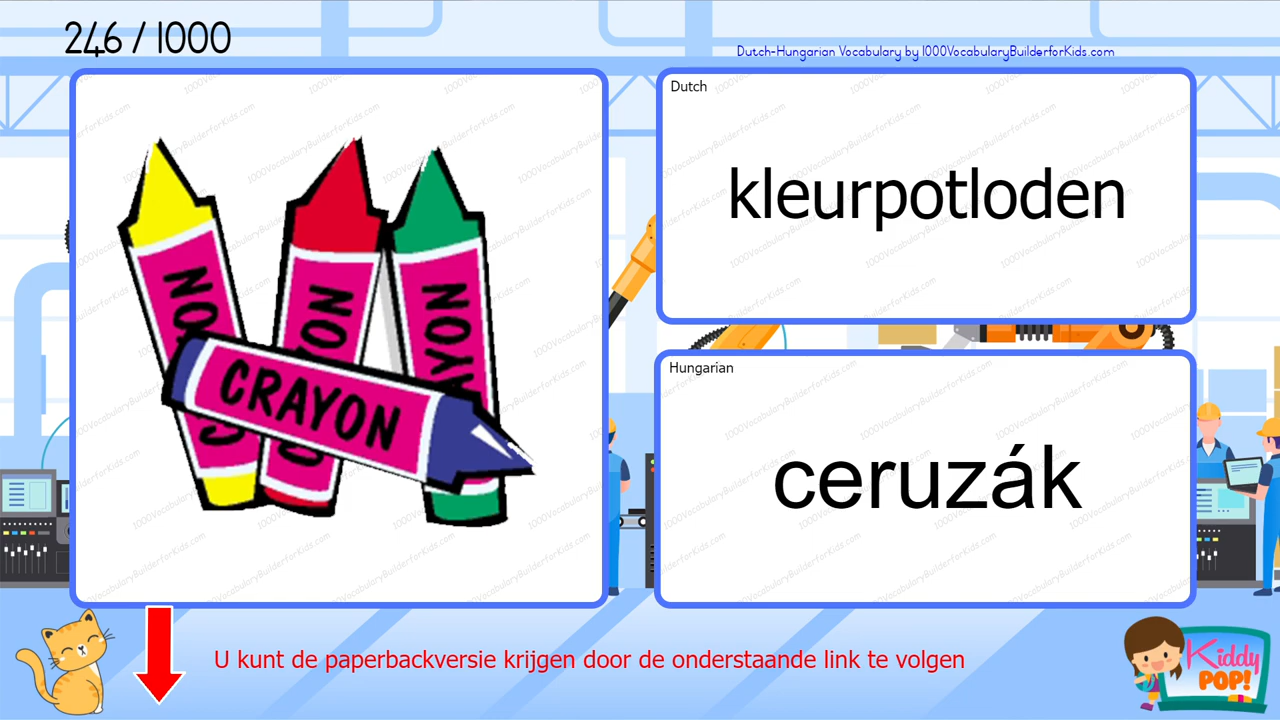 246 / 1000
Dutch-Hungarian Vocabulary by 1000VocabularyBuilderforKids.com
Dutch
kleurpotloden
CRAYON
Hungarian
ceruzák
U kunt de paperbackversie krijgen door de onderstaande link te volgen
Kiddy
POP!